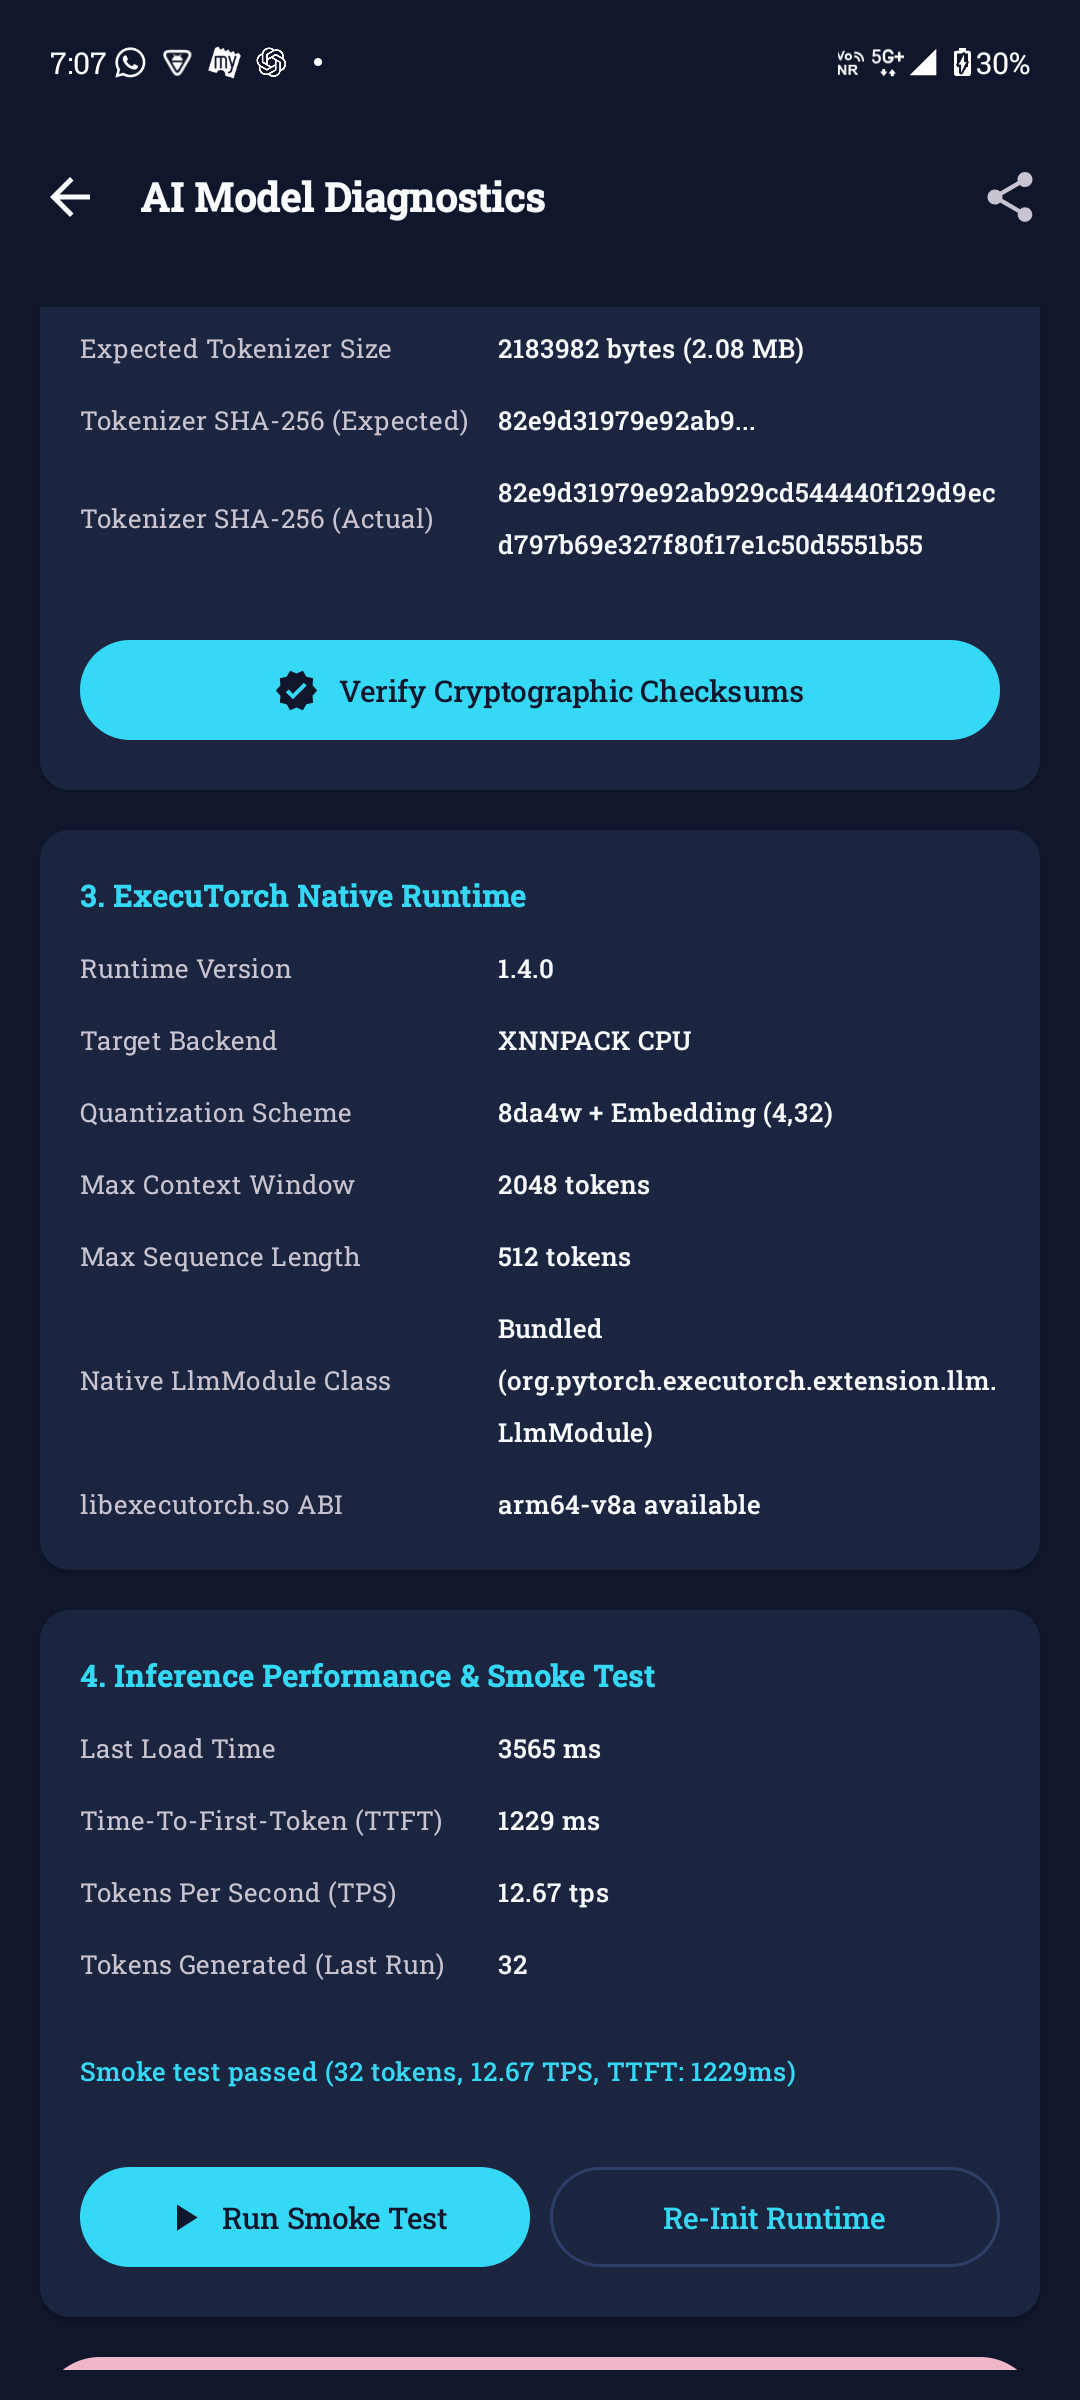 7:07
my
Vo NR 5G+ 30%
AI Model Diagnostics
Expected Tokenizer Size 2183982 bytes (2.08 MB)
Tokenizer SHA-256 (Expected) 82e9d31979e92ab9...
Tokenizer SHA-256 (Actual) 82e9d31979e92ab929cd544440f129d9ec
d797b69e327f80f17e1c50d5551b55
Verify Cryptographic Checksums
3. ExecuTorch Native Runtime
Runtime Version 1.4.0
Target Backend XNNPACK CPU
Quantization Scheme 8da4w + Embedding (4,32)
Max Context Window 2048 tokens
Max Sequence Length 512 tokens
Native LlmModule Class Bundled
(org.pytorch.executorch.extension.llm.
LlmModule)
libexecutorch.so ABI arm64-v8a available
4. Inference Performance & Smoke Test
Last Load Time 3565 ms
Time-To-First-Token (TTFT) 1229 ms
Tokens Per Second (TPS) 12.67 tps
Tokens Generated (Last Run) 32
Smoke test passed (32 tokens, 12.67 TPS, TTFT: 1229ms)
Run Smoke Test
Re-Init Runtime